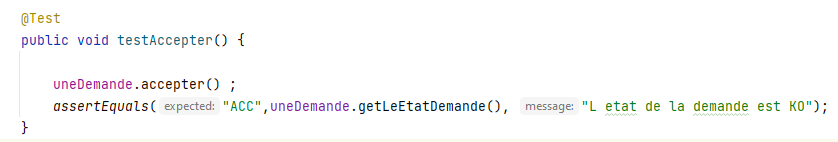 @Test
public void testAccepter() {
uneDemande.accepter() ;
assertEquals( expected: "ACC",uneDemande.getLeEtatDemande(), message: "L etat de la demande est KO");
}